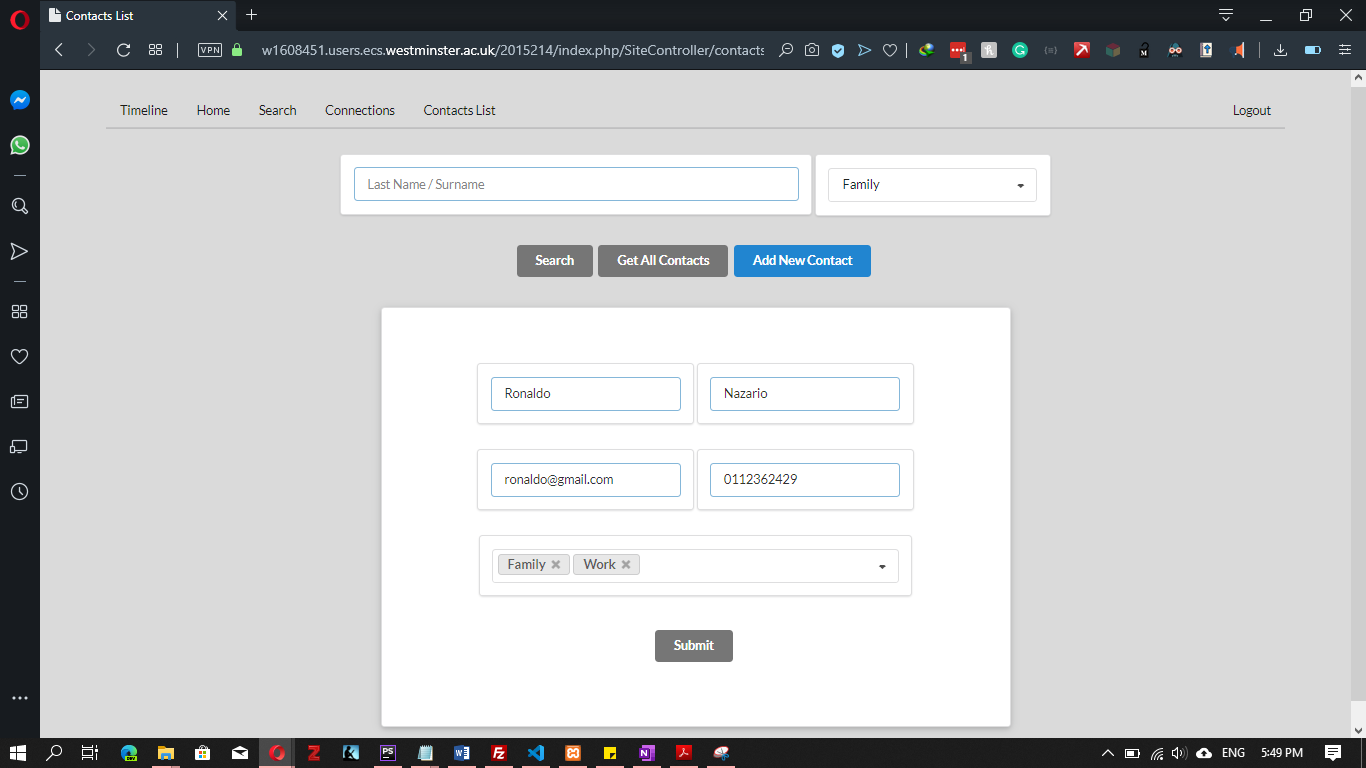 Contacts List
VPN
w1608451.users.ecs.westminster.ac.uk/2015214/index.php/SiteController/contacts
1
Timeline Home Search Connections Contacts List Logout
Last Name / Surname Family
Search Get All Contacts Add New Contact
Ronaldo Nazario
ronaldo@gmail.com 0112362429
Family Work
Submit
ENG 5:49 PM